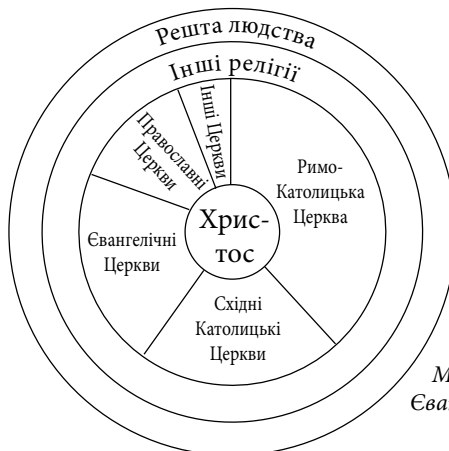 Решта людства
Інші релігії
Інші Церкви
Православні
Церкви
Римо-
Католицька
Церква
Хрис-
тос
Євангелічні
Церкви
Східні
Католицькі
Церкви